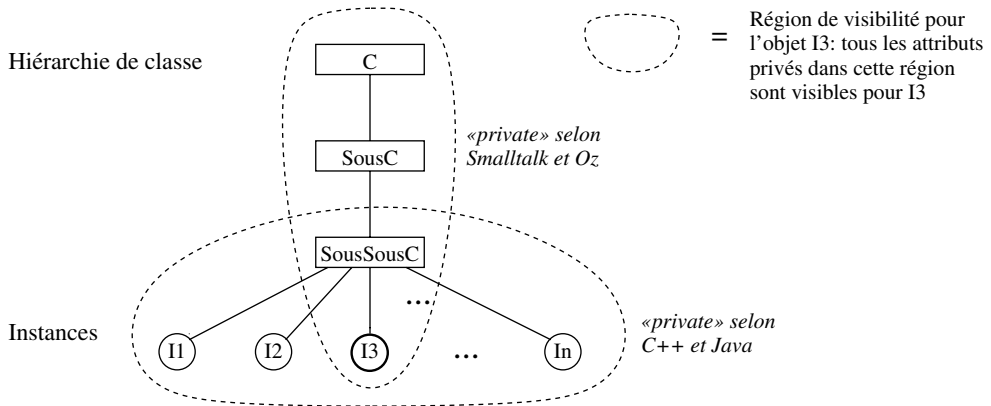 Hiérarchie de classe
C
=
Région de visibilité pour
l'objet I3: tous les attributs
privés dans cette région
sont visibles pour I3
SousC
«private» selon
Smalltalk et Oz
SousSousC
...
Instances
I1
I2
I3
...
In
«private» selon
C++ et Java